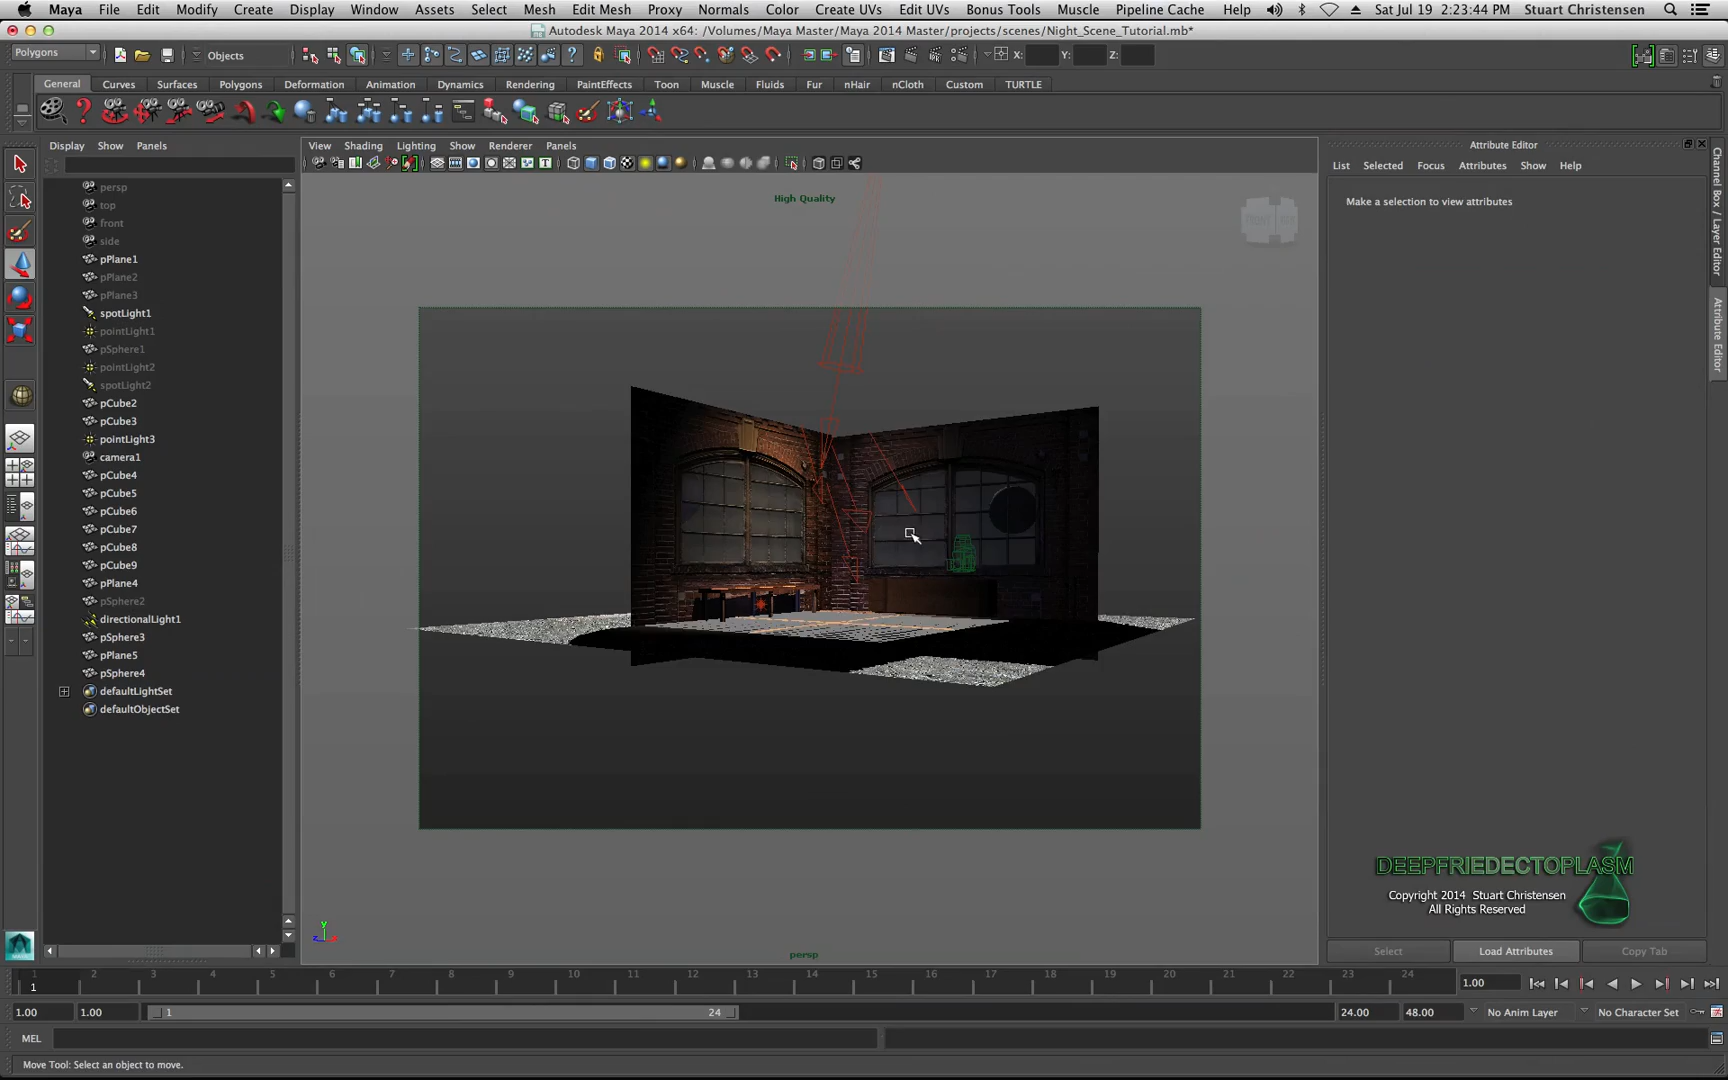 Maya File Edit Modify Create Display Window Assets Select Mesh Edit Mesh Proxy Normals Color Create UVs Edit UVs Bonus Tools Muscle Pipeline Cache Help Sat Jul 19 2:23:44 PM Stuart Christensen
Autodesk Maya 2014 x64: /Volumes/Maya Master/Maya 2014 Master/projects/scenes/Night_Scene_Tutorial.mb*
Polygons Objects X: Y: Z:
General Curves Surfaces Polygons Deformation Animation Dynamics Rendering PaintEffects Toon Muscle Fluids Fur nHair nCloth Custom TURTLE
Display Show Panels
View Shading Lighting Show Renderer Panels
Attribute Editor
List Selected Focus Attributes Show Help
Make a selection to view attributes
Channel Box / Layer Editor
Attribute Editor
persp
top
front
side
pPlane1
pPlane2
pPlane3
spotLight1
pointLight1
pSphere1
pointLight2
spotLight2
pCube2
pCube3
pointLight3
camera1
pCube4
pCube5
pCube6
pCube7
pCube8
pCube9
pPlane4
pSphere2
directionalLight1
pSphere3
pPlane5
pSphere4
defaultLightSet
defaultObjectSet
High Quality
FRONT
y
z x
persp
DEEPFRIEDECTOPLASM
Copyright 2014 Stuart Christensen
All Rights Reserved
Select Load Attributes Copy Tab
1 2 3 4 5 6 7 8 9 10 11 12 13 14 15 16 17 18 19 20 21 22 23 24
1 1.00
1.00 1.00 1 24 24.00 48.00 No Anim Layer No Character Set
MEL
Move Tool: Select an object to move.